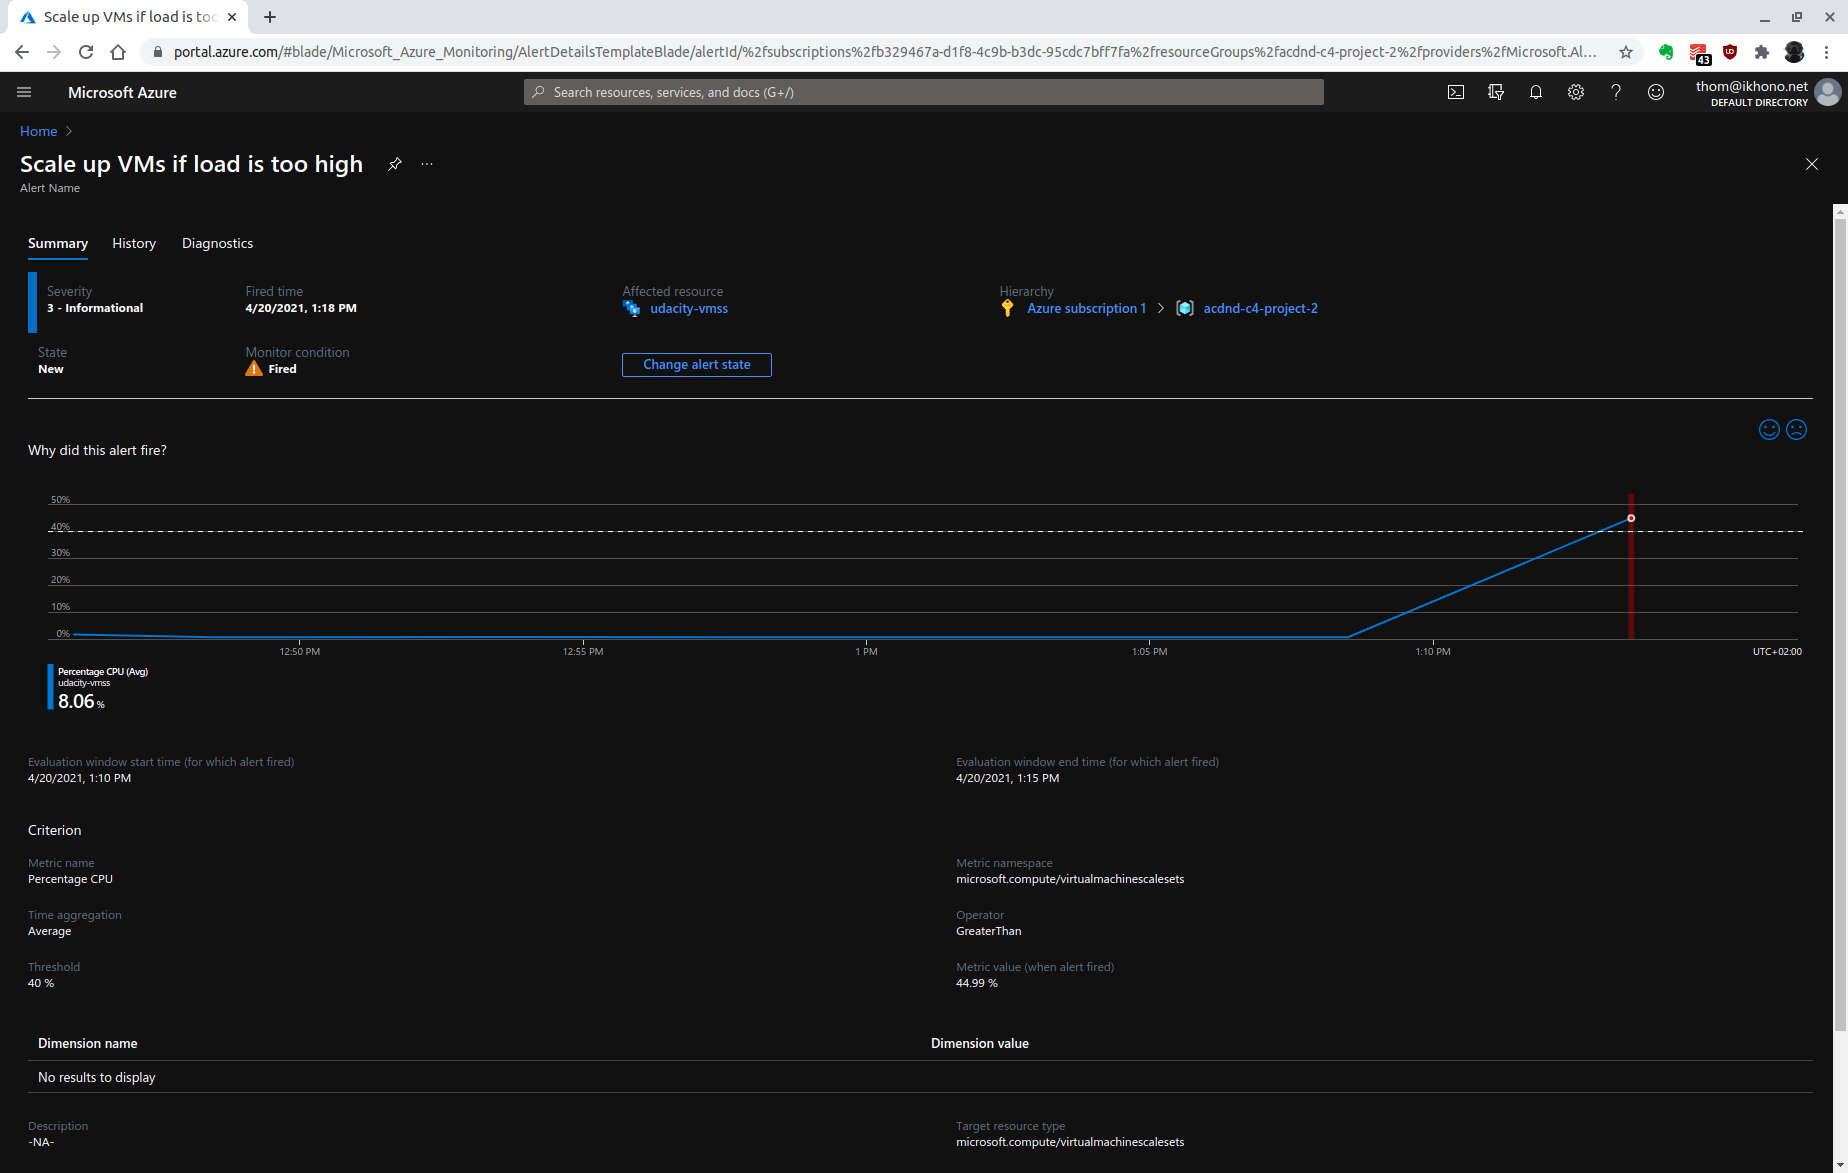 Scale up VMs if load is too
portal.azure.com/#blade/Microsoft_Azure_Monitoring/AlertDetailsTemplateBlade/alertId/%2fsubscriptions%2fb329467a-d1f8-4c9b-b3dc-95cdc7bff7fa%2fresourceGroups%2facdnd-c4-project-2%2fproviders%2fMicrosoft.Al...
43
Microsoft Azure
Search resources, services, and docs (G+/)
thom@ikhono.net
DEFAULT DIRECTORY
Home
Scale up VMs if load is too high
Alert Name
Summary History Diagnostics
Severity Fired time Affected resource Hierarchy
3 - Informational 4/20/2021, 1:18 PM udacity-vmss Azure subscription 1 > acdnd-c4-project-2
State Monitor condition
New Fired Change alert state
Why did this alert fire?
50%
40%
30%
20%
10%
0%
12:50 PM 12:55 PM 1 PM 1:05 PM 1:10 PM UTC+02:00
Percentage CPU (Avg)
udacity-vmss
8.06 %
Evaluation window start time (for which alert fired) Evaluation window end time (for which alert fired)
4/20/2021, 1:10 PM 4/20/2021, 1:15 PM
Criterion
Metric name Metric namespace
Percentage CPU microsoft.compute/virtualmachinescalesets
Time aggregation Operator
Average GreaterThan
Threshold Metric value (when alert fired)
40 % 44.99 %
Dimension name Dimension value
No results to display
Description Target resource type
-NA- microsoft.compute/virtualmachinescalesets